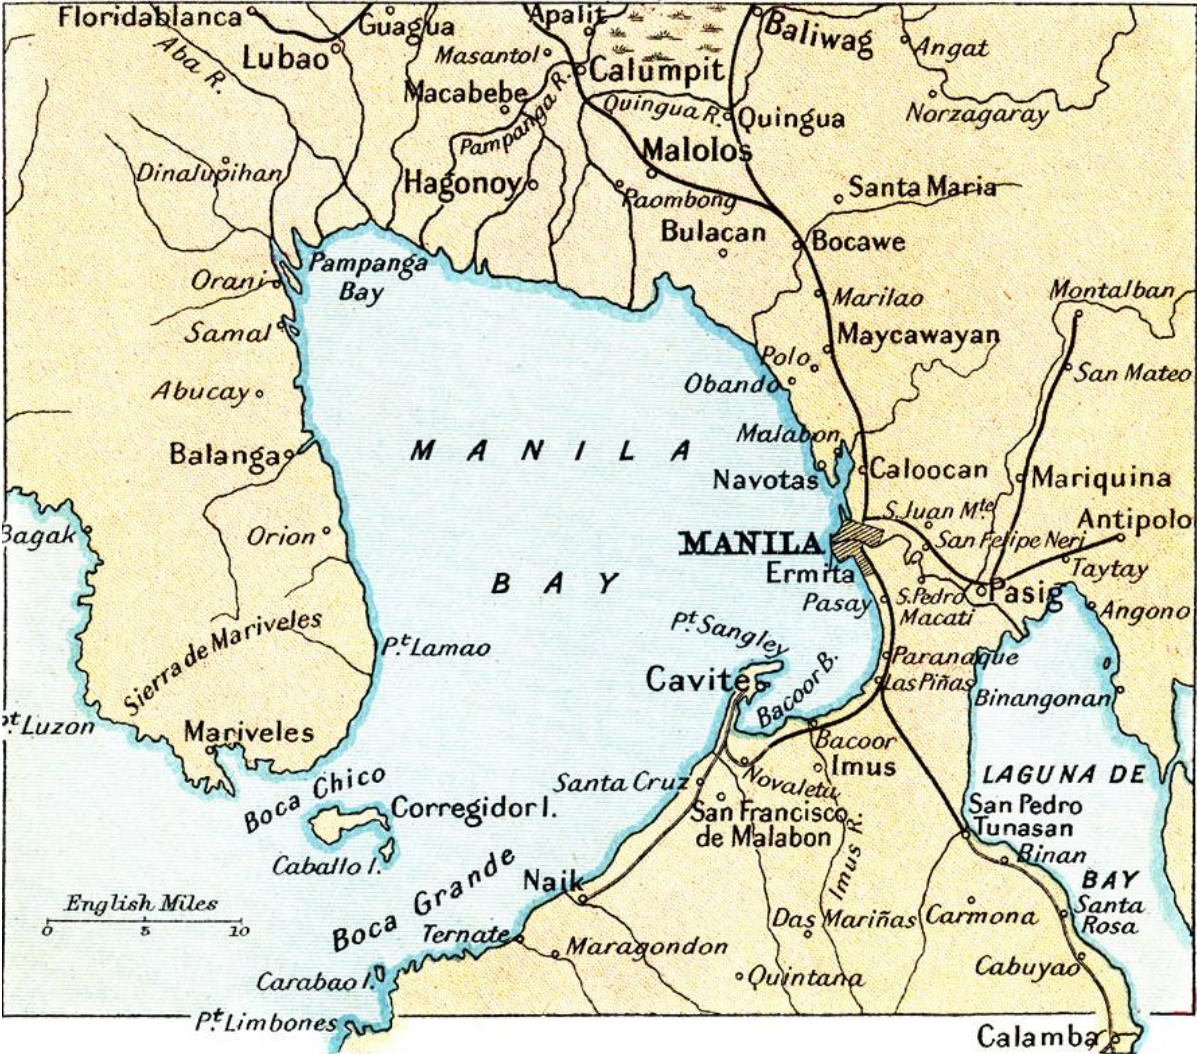 Floridablanca
Guagua
Apalit
Baliwag
Angat
Lubao
Masantol
Calumpit
Aba R.
Macabebe
Pampanga R.
Quingua R.
Quingua
Norzagaray
Malolos
Dinalupihan
Hagonoy
Paombong
Santa Maria
Bulacan
Bocawe
Pampanga
Bay
Orani
Marilao
Montalban
Samal
Maycawayan
Polo
Obando
San Mateo
Abucay
Malabon
MANILA
Balanga
Navotas
Caloocan
Mariquina
S. Juan Mte.
Antipolo
Bagak
Orion
MANILA
San Felipe Neri
Ermita
Taytay
BAY
Pasay
S. Pedro
Macati
Pasig
Angono
Sierra de Mariveles
Pt. Lamao
Pt. Sangley
Paranaque
Cavite
Las Piñas
Bacoor B.
Binangonan
Pt. Luzon
Mariveles
Bacoor
Imus
Novaleta
Boca Chico
Santa Cruz
LAGUNA DE
BAY
Corregidor I.
San Francisco
de Malabon
San Pedro
Tunasan
Caballo I.
Imus R.
Binan
Boca Grande
Naik
Santa
Rosa
English Miles
0 5 10
Ternate
Das Mariñas
Carmona
Maragondon
Carabao I.
Quintana
Cabuyao
Pt. Limbones
Calamba